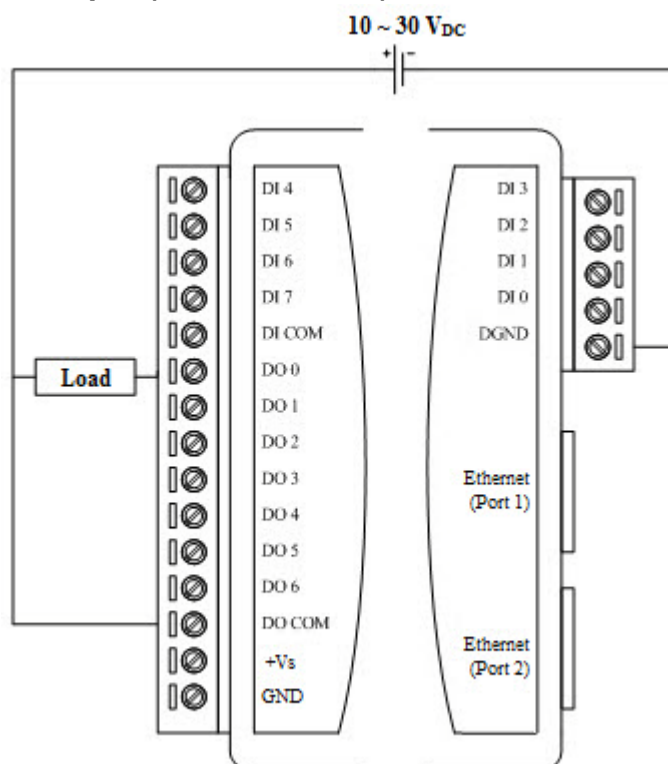 10 ~ 30 VDC
+ −
DI 4
DI 5
DI 6
DI 7
DI COM
DO 0
DO 1
DO 2
DO 3
DO 4
DO 5
DO 6
DO COM
+Vs
GND
Load
DI 3
DI 2
DI 1
DI 0
DGND
Ethernet
(Port 1)
Ethernet
(Port 2)